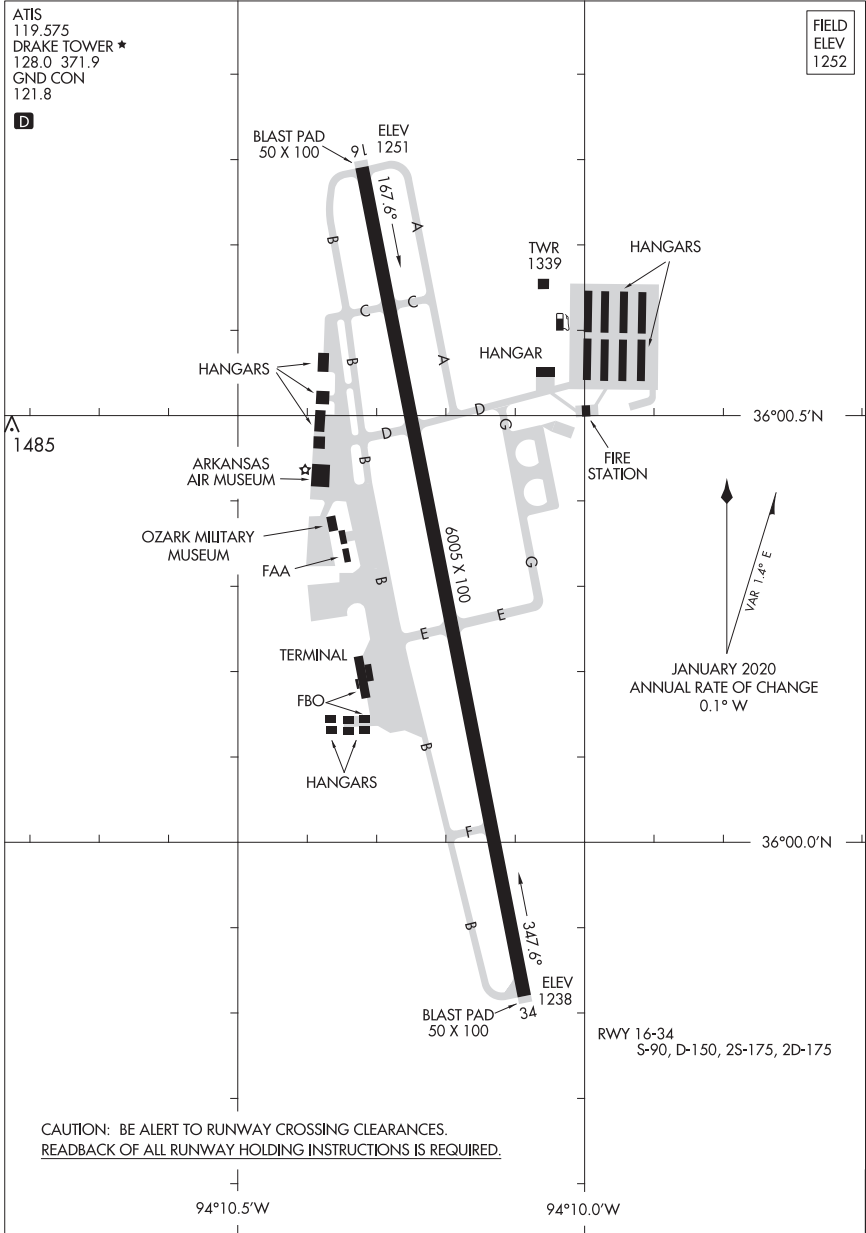 ATIS
119.575
DRAKE TOWER ★
128.0 371.9
GND CON
121.8
D
FIELD
ELEV
1252
BLAST PAD
50 X 100
16
ELEV
1251
167.6°
A
B
TWR
1339
HANGARS
C
C
B
A
HANGAR
HANGARS
D
D
G
36°00.5'N
1485
B
ARKANSAS
AIR MUSEUM
FIRE
STATION
OZARK MILITARY
MUSEUM
FAA
6005 X 100
G
B
VAR 1.4° E
E
E
TERMINAL
JANUARY 2020
ANNUAL RATE OF CHANGE
0.1° W
FBO
B
HANGARS
F
36°00.0'N
B
347.6°
ELEV
1238
34
BLAST PAD
50 X 100
RWY 16-34
S-90, D-150, 2S-175, 2D-175
CAUTION: BE ALERT TO RUNWAY CROSSING CLEARANCES.
READBACK OF ALL RUNWAY HOLDING INSTRUCTIONS IS REQUIRED.
94°10.5'W
94°10.0'W